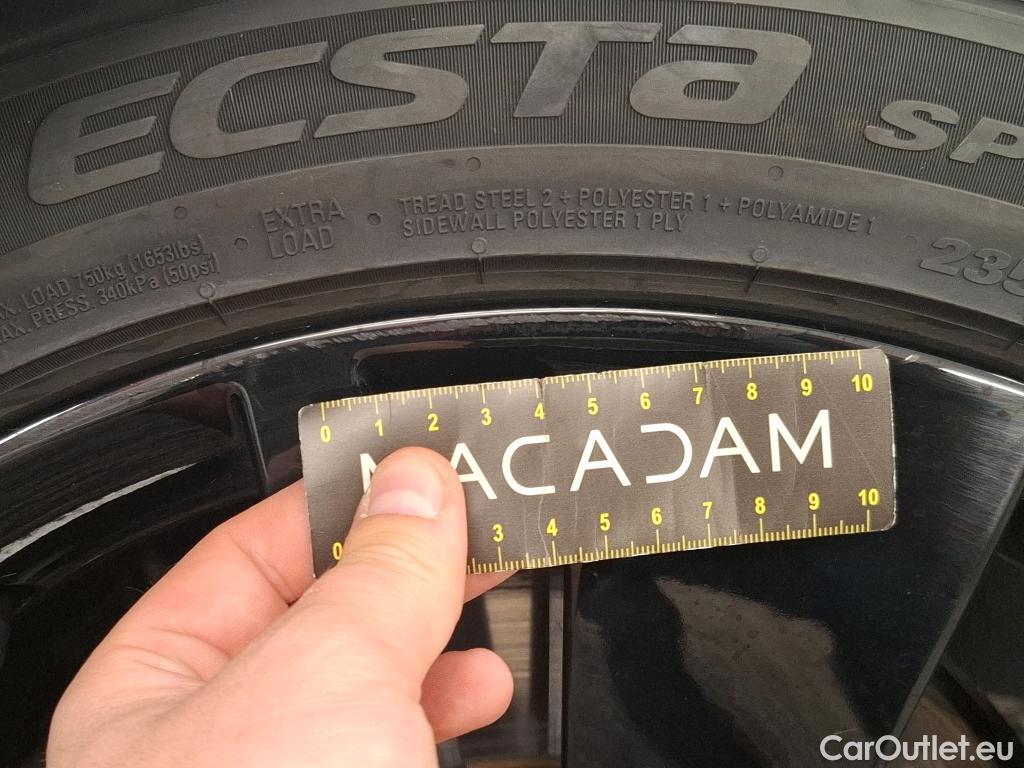 ECSTA SP
EXTRA
LOAD
TREAD STEEL 2 + POLYESTER 1 + POLYAMIDE 1
SIDEWALL POLYESTER 1 PLY
AX. LOAD 750kg (1653lbs)
AX. PRESS. 340kPa (50psi)
235
0 1 2 3 4 5 6 7 8 9 10
MACADAM
0 3 4 5 6 7 8 9 10
CarOutlet.eu